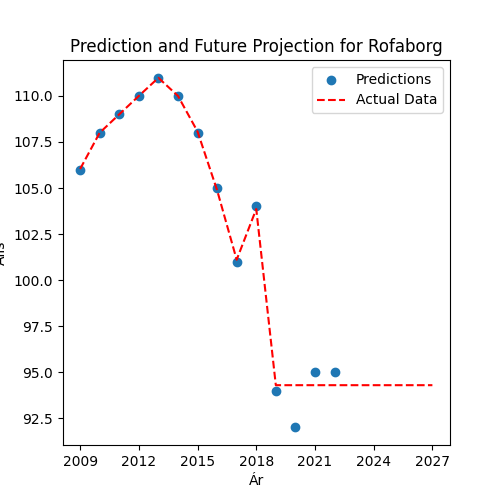 Prediction and Future Projection for Rofaborg
Predictions
Actual Data
110.0
107.5
105.0
102.5
100.0
97.5
95.0
92.5
2009 2012 2015 2018 2021 2024 2027
Ár